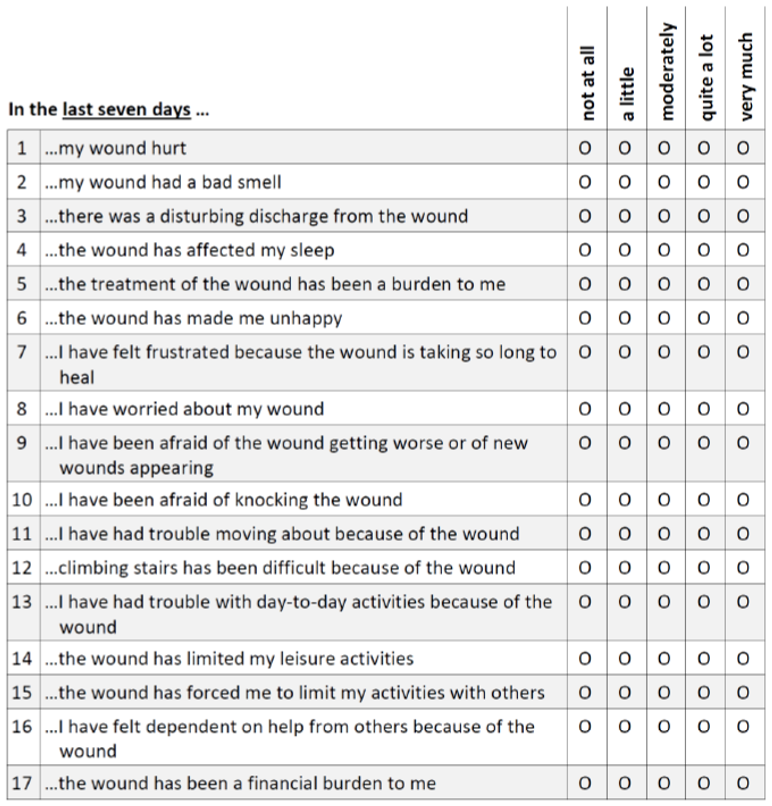 not at all
a little
moderately
quite a lot
very much
In the last seven days ...
1 ...my wound hurt O O O O O
2 ...my wound had a bad smell O O O O O
3 ...there was a disturbing discharge from the wound O O O O O
4 ...the wound has affected my sleep O O O O O
5 ...the treatment of the wound has been a burden to me O O O O O
6 ...the wound has made me unhappy O O O O O
7 ...I have felt frustrated because the wound is taking so long to O O O O O
heal
8 ...I have worried about my wound O O O O O
9 ...I have been afraid of the wound getting worse or of new O O O O O
wounds appearing
10 ...I have been afraid of knocking the wound O O O O O
11 ...I have had trouble moving about because of the wound O O O O O
12 ...climbing stairs has been difficult because of the wound O O O O O
13 ...I have had trouble with day-to-day activities because of the O O O O O
wound
14 ...the wound has limited my leisure activities O O O O O
15 ...the wound has forced me to limit my activities with others O O O O O
16 ...I have felt dependent on help from others because of the O O O O O
wound
17 ...the wound has been a financial burden to me O O O O O